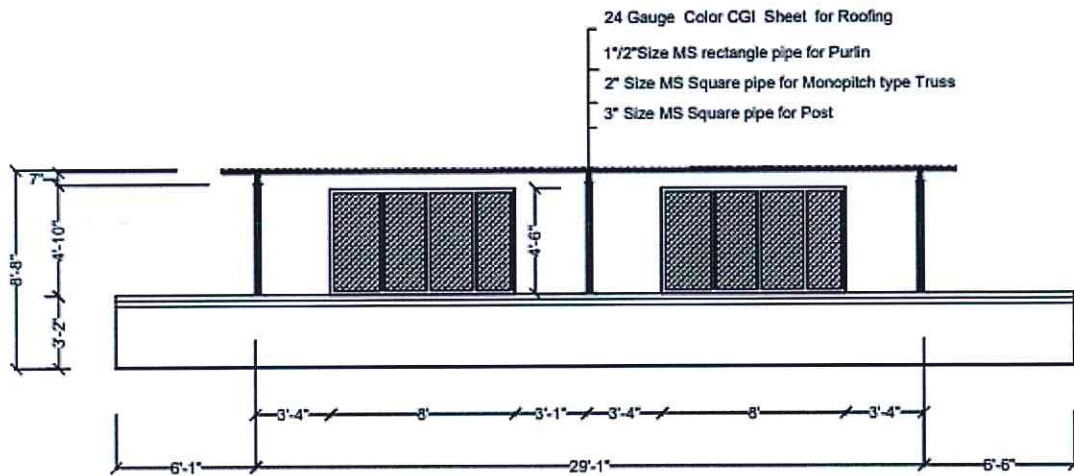 24 Gauge Color CGI Sheet for Roofing
1"/2"Size MS rectangle pipe for Purlin
2" Size MS Square pipe for Monopitch type Truss
3" Size MS Square pipe for Post
7"
4'-10"
8'-8"
3'-2"
4'-6"
3'-4" 8' 3'-1" 3'-4" 8' 3'-4"
6'-1" 29'-1" 6'-6"